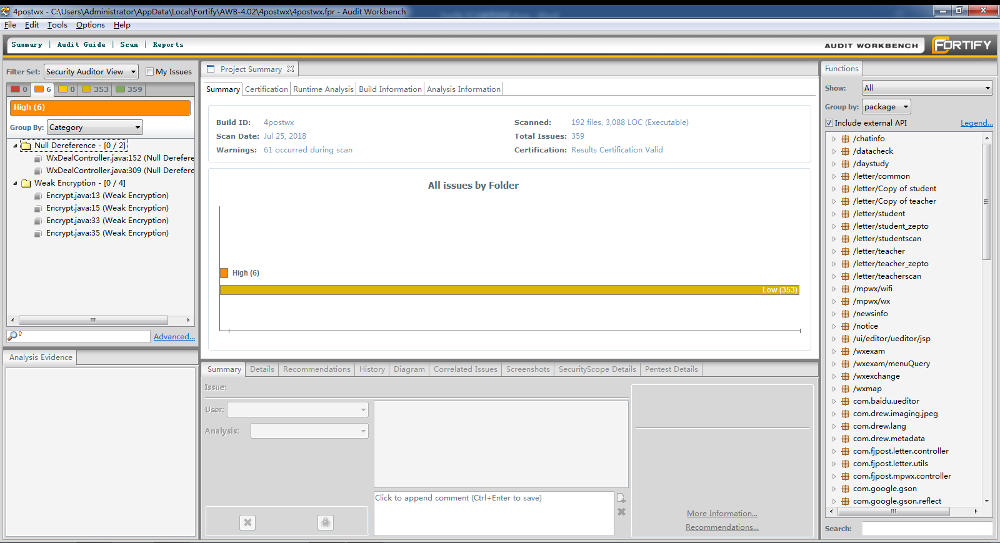 4postwx - C:\Users\Administrator\AppData\Local\Fortify\AWB-4.02\4postwx\4postwx.fpr - Audit Workbench
File Edit Tools Options Help
Summary | Audit Guide | Scan | Reports
AUDIT WORKBENCH FORTIFY
Filter Set: Security Auditor View My Issues
0 6 0 353 359
High (6)
Group By: Category
Null Dereference - [0 / 2]
WxDealController.java:152 (Null Derefere
WxDealController.java:309 (Null Derefere
Weak Encryption - [0 / 4]
Encrypt.java:13 (Weak Encryption)
Encrypt.java:15 (Weak Encryption)
Encrypt.java:33 (Weak Encryption)
Encrypt.java:35 (Weak Encryption)
Advanced...
Analysis Evidence
Project Summary
Summary Certification Runtime Analysis Build Information Analysis Information
Build ID: 4postwx
Scan Date: Jul 25, 2018
Warnings: 61 occurred during scan
Scanned: 192 files, 3,088 LOC (Executable)
Total Issues: 359
Certification: Results Certification Valid
All issues by Folder
High (6)
Low (353)
Summary Details Recommendations History Diagram Correlated Issues Screenshots SecurityScope Details Pentest Details
Issue:
User:
Analysis:
Click to append comment (Ctrl+Enter to save)
More Information...
Recommendations...
Functions
Show: All
Group by: package
Include external API Legend...
/chatinfo
/datacheck
/daystudy
/letter/common
/letter/Copy of student
/letter/Copy of teacher
/letter/student
/letter/student_zepto
/letter/studentscan
/letter/teacher
/letter/teacher_zepto
/letter/teacherscan
/mpwx/wifi
/mpwx/wx
/newsinfo
/notice
/ui/editor/ueditor/jsp
/wxexam
/wxexam/menuQuery
/wxexchange
/wxmap
com.baidu.ueditor
com.drew.imaging.jpeg
com.drew.lang
com.drew.metadata
com.fjpost.letter.controller
com.fjpost.letter.utils
com.fjpost.mpwx.controller
com.google.gson
com.google.gson.reflect
Search: